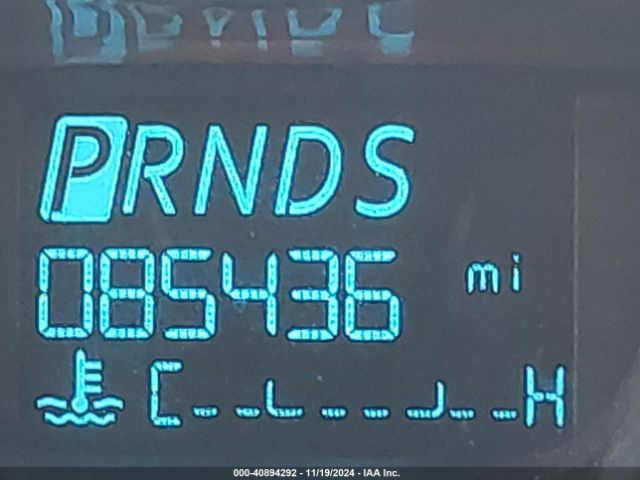 PRNDS
085436 mi
C H
000-40894292 - 11/19/2024 - IAA Inc.